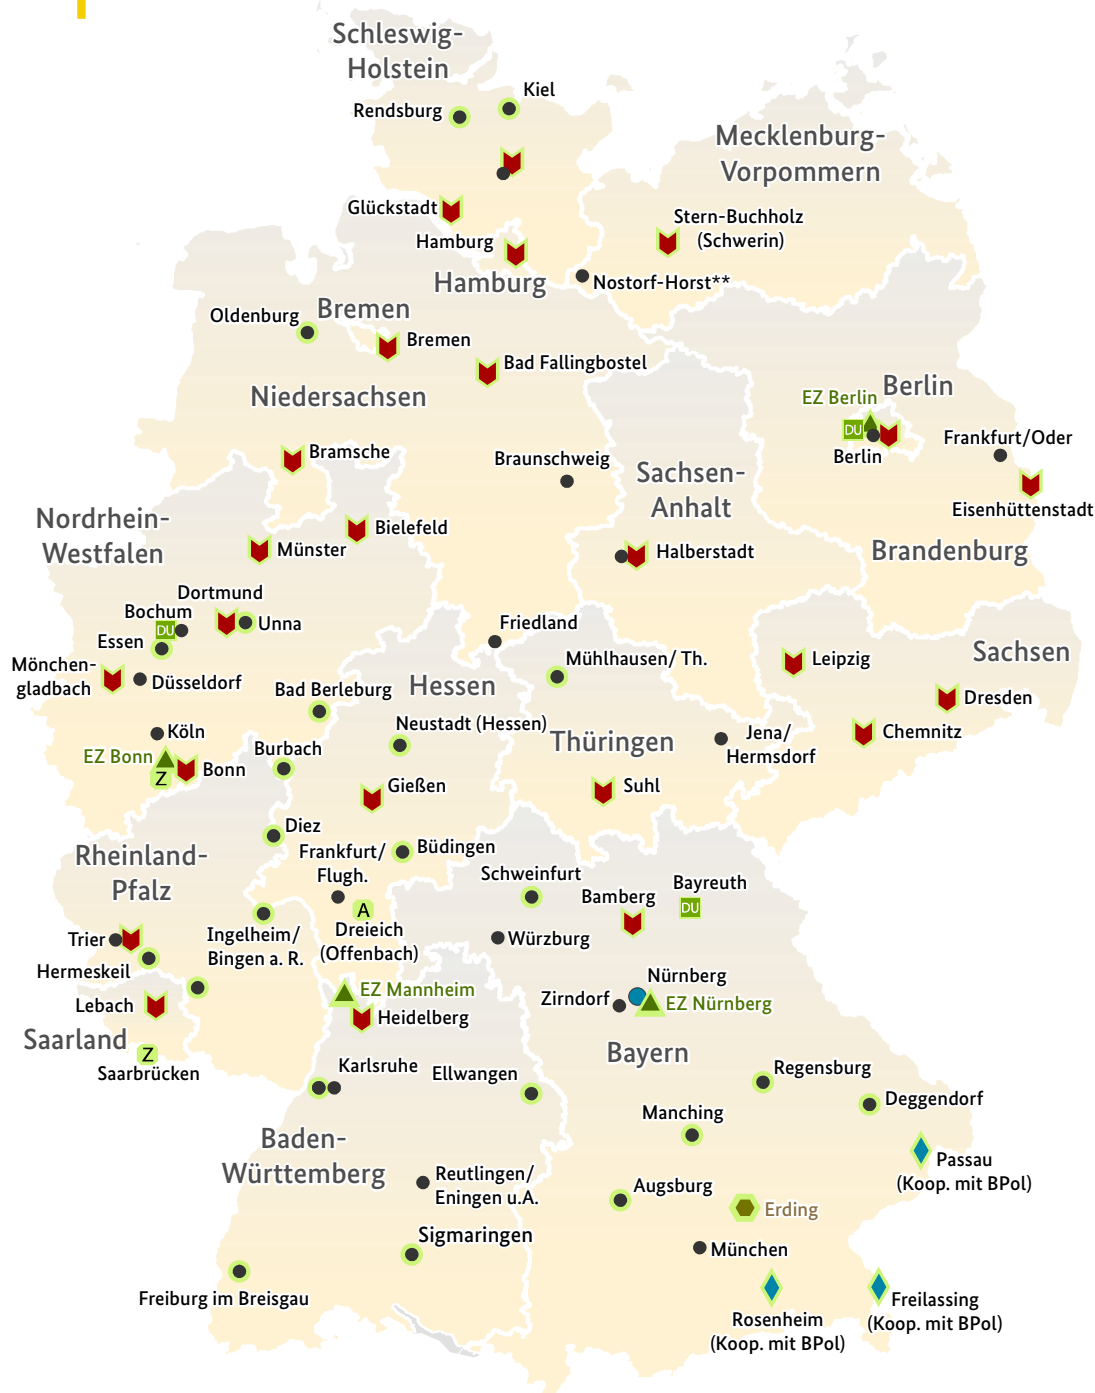 Schleswig-
Holstein
Kiel
Rendsburg
Mecklenburg-
Vorpommern
Glückstadt
Stern-Buchholz
(Schwerin)
Hamburg
Hamburg
Nostorf-Horst**
Oldenburg
Bremen
Bremen
Bad Fallingbostel
Niedersachsen
Berlin
EZ Berlin
DU
Berlin
Frankfurt/Oder
Eisenhüttenstadt
Bramsche
Braunschweig
Sachsen-
Anhalt
Nordrhein-
Westfalen
Bielefeld
Münster
Halberstadt
Brandenburg
Dortmund
Bochum
DU
Unna
Essen
Friedland
Mönchen-
gladbach
Düsseldorf
Mühlhausen/ Th.
Leipzig
Sachsen
Bad Berleburg
Hessen
Dresden
Köln
Neustadt (Hessen)
Thüringen
Jena/
Hermsdorf
Chemnitz
EZ Bonn
Z
Bonn
Burbach
Gießen
Suhl
Diez
Rheinland-
Pfalz
Frankfurt/
Flugh.
Büdingen
Schweinfurt
Bayreuth
DU
Bamberg
A
Dreieich
(Offenbach)
Trier
Ingelheim/
Bingen a. R.
Würzburg
Hermeskeil
Nürnberg
EZ Mannheim
Zirndorf
EZ Nürnberg
Lebach
Heidelberg
Saarland
Z
Saarbrücken
Bayern
Karlsruhe
Ellwangen
Regensburg
Deggendorf
Manching
Baden-
Württemberg
Passau
(Koop. mit BPol)
Reutlingen/
Eningen u.A.
Augsburg
Erding
Sigmaringen
München
Freiburg im Breisgau
Rosenheim
(Koop. mit BPol)
Freilassing
(Koop. mit BPol)